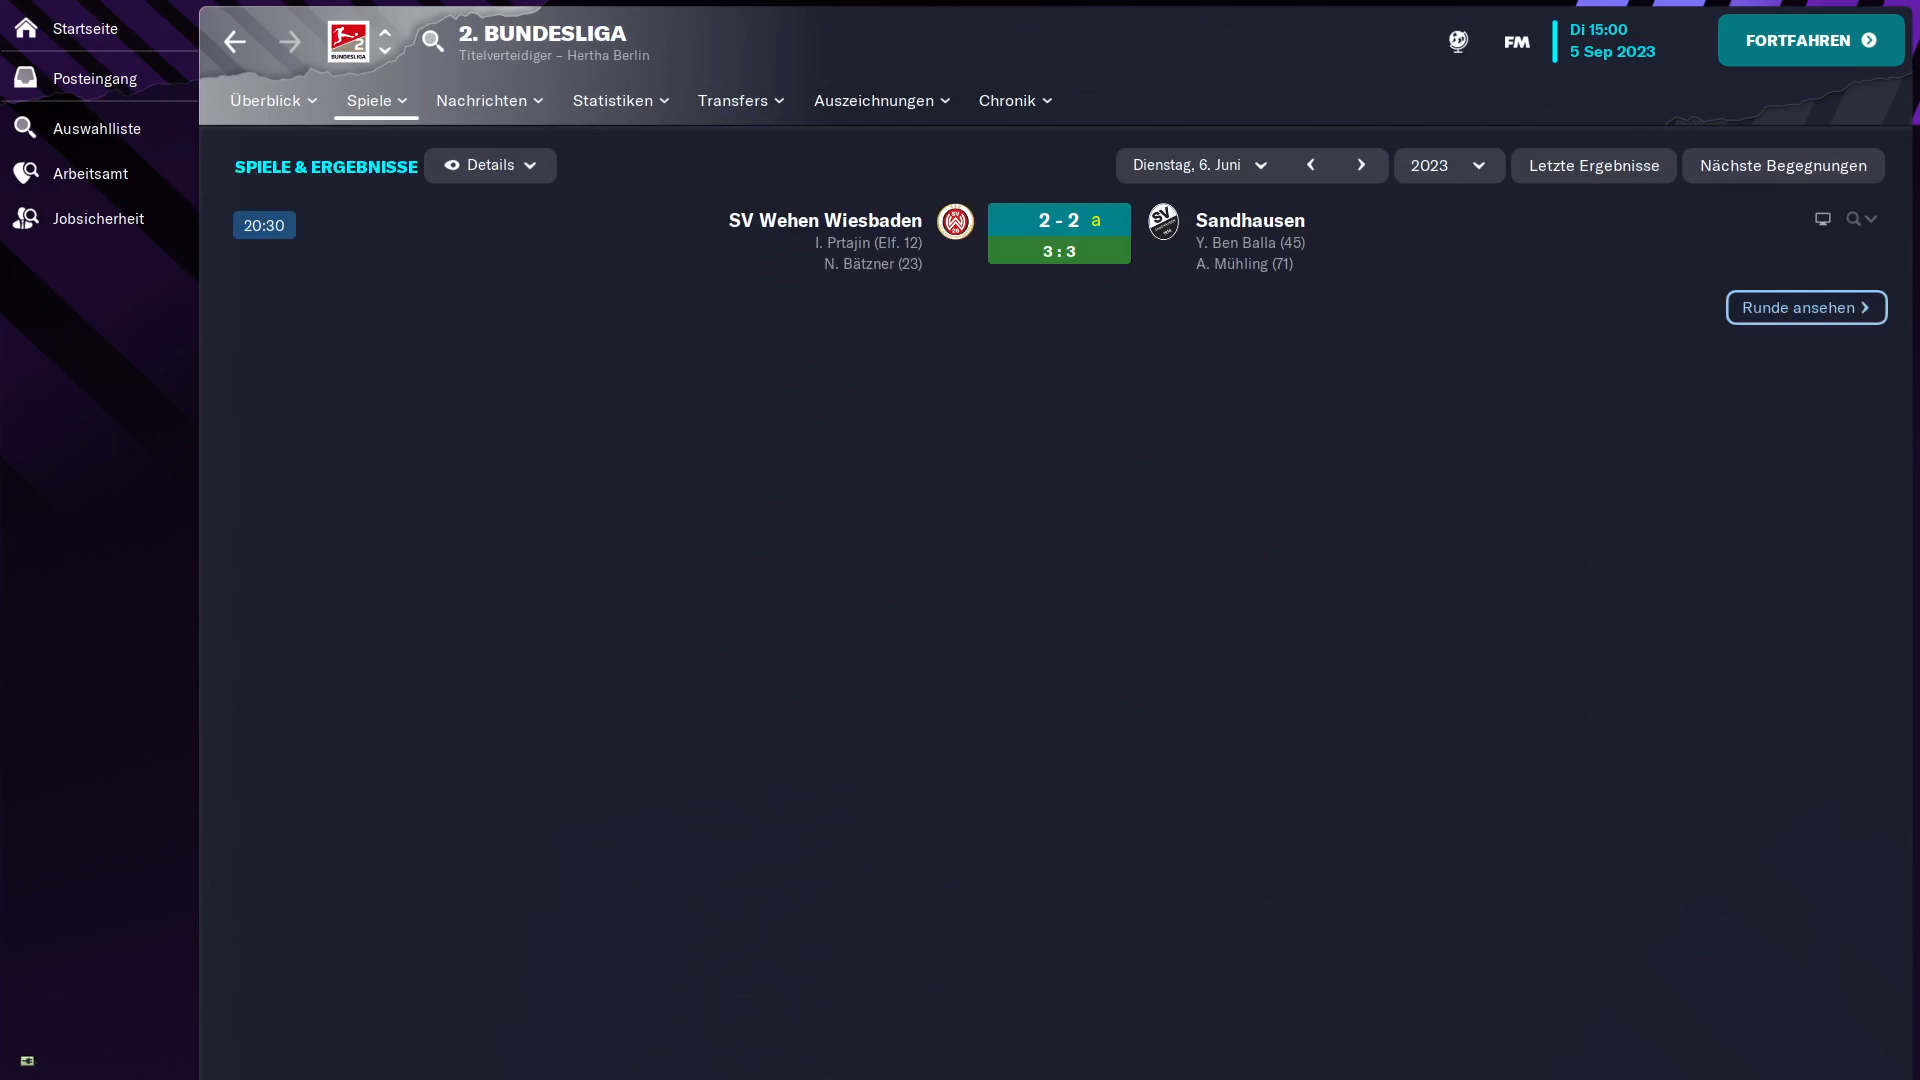 Startseite
Posteingang
Auswahlliste
Arbeitsamt
Jobsicherheit
2
BUNDESLIGA
2. BUNDESLIGA
Titelverteidiger – Hertha Berlin
FM
Di 15:00
5 Sep 2023
FORTFAHREN
Überblick
Spiele
Nachrichten
Statistiken
Transfers
Auszeichnungen
Chronik
SPIELE & ERGEBNISSE
Details
Dienstag, 6. Juni
2023
Letzte Ergebnisse
Nächste Begegnungen
20:30
SV Wehen Wiesbaden
I. Prtajin (Elf. 12)
N. Bätzner (23)
2 - 2 a
3 : 3
SV
Sandhausen
Y. Ben Balla (45)
A. Mühling (71)
Runde ansehen